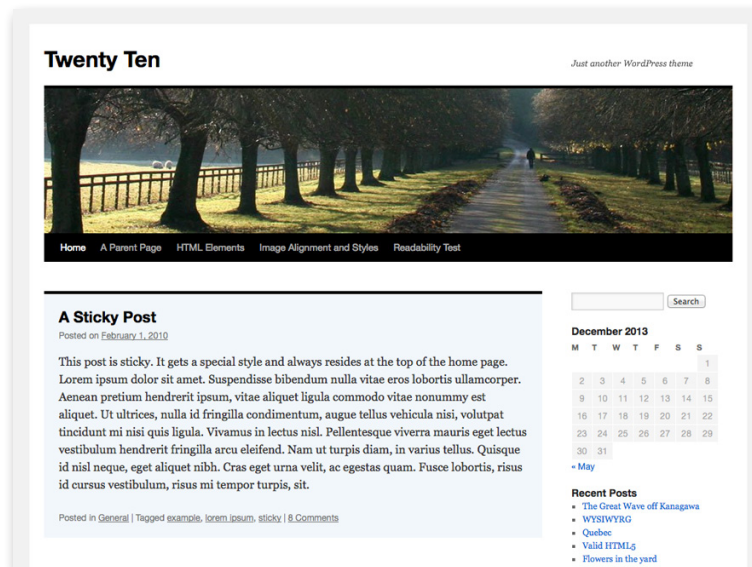 Twenty Ten
Just another WordPress theme
Home A Parent Page HTML Elements Image Alignment and Styles Readability Test
A Sticky Post
Posted on February 1, 2010
This post is sticky. It gets a special style and always resides at the top of the home page.
Lorem ipsum dolor sit amet. Suspendisse bibendum nulla vitae eros lobortis ullamcorper.
Aenean pretium hendrerit ipsum, vitae aliquet ligula commodo vitae nonummy est
aliquet. Ut ultrices, nulla id fringilla condimentum, augue tellus vehicula nisi, volutpat
tincidunt mi nisi quis ligula. Vivamus in lectus nisl. Pellentesque viverra mauris eget lectus
vestibulum hendrerit fringilla arcu eleifend. Nam ut turpis diam, in varius tellus. Quisque
id nisl neque, eget aliquet nibh. Cras eget urna velit, ac egestas quam. Fusce lobortis, risus
id cursus vestibulum, risus mi tempor turpis, sit.
Posted in General | Tagged example, lorem ipsum, sticky | 8 Comments
Search
December 2013
M T W T F S S
1
2 3 4 5 6 7 8
9 10 11 12 13 14 15
16 17 18 19 20 21 22
23 24 25 26 27 28 29
30 31
« May
Recent Posts
The Great Wave off Kanagawa
WYSIWYRG
Quebec
Valid HTML5
Flowers in the yard